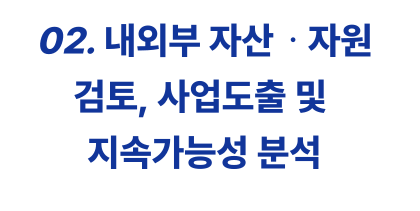 02. 내외부 자산 · 자원
검토, 사업도출 및
지속가능성 분석